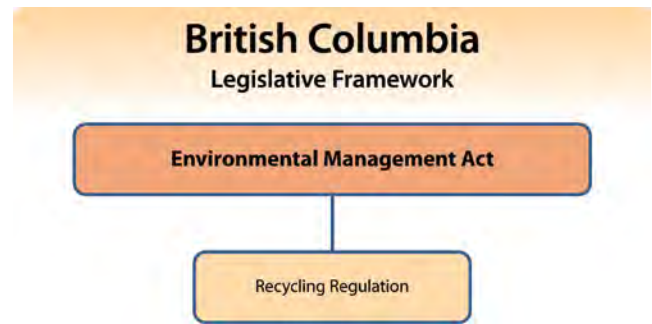 British Columbia
Legislative Framework
Environmental Management Act
Recycling Regulation